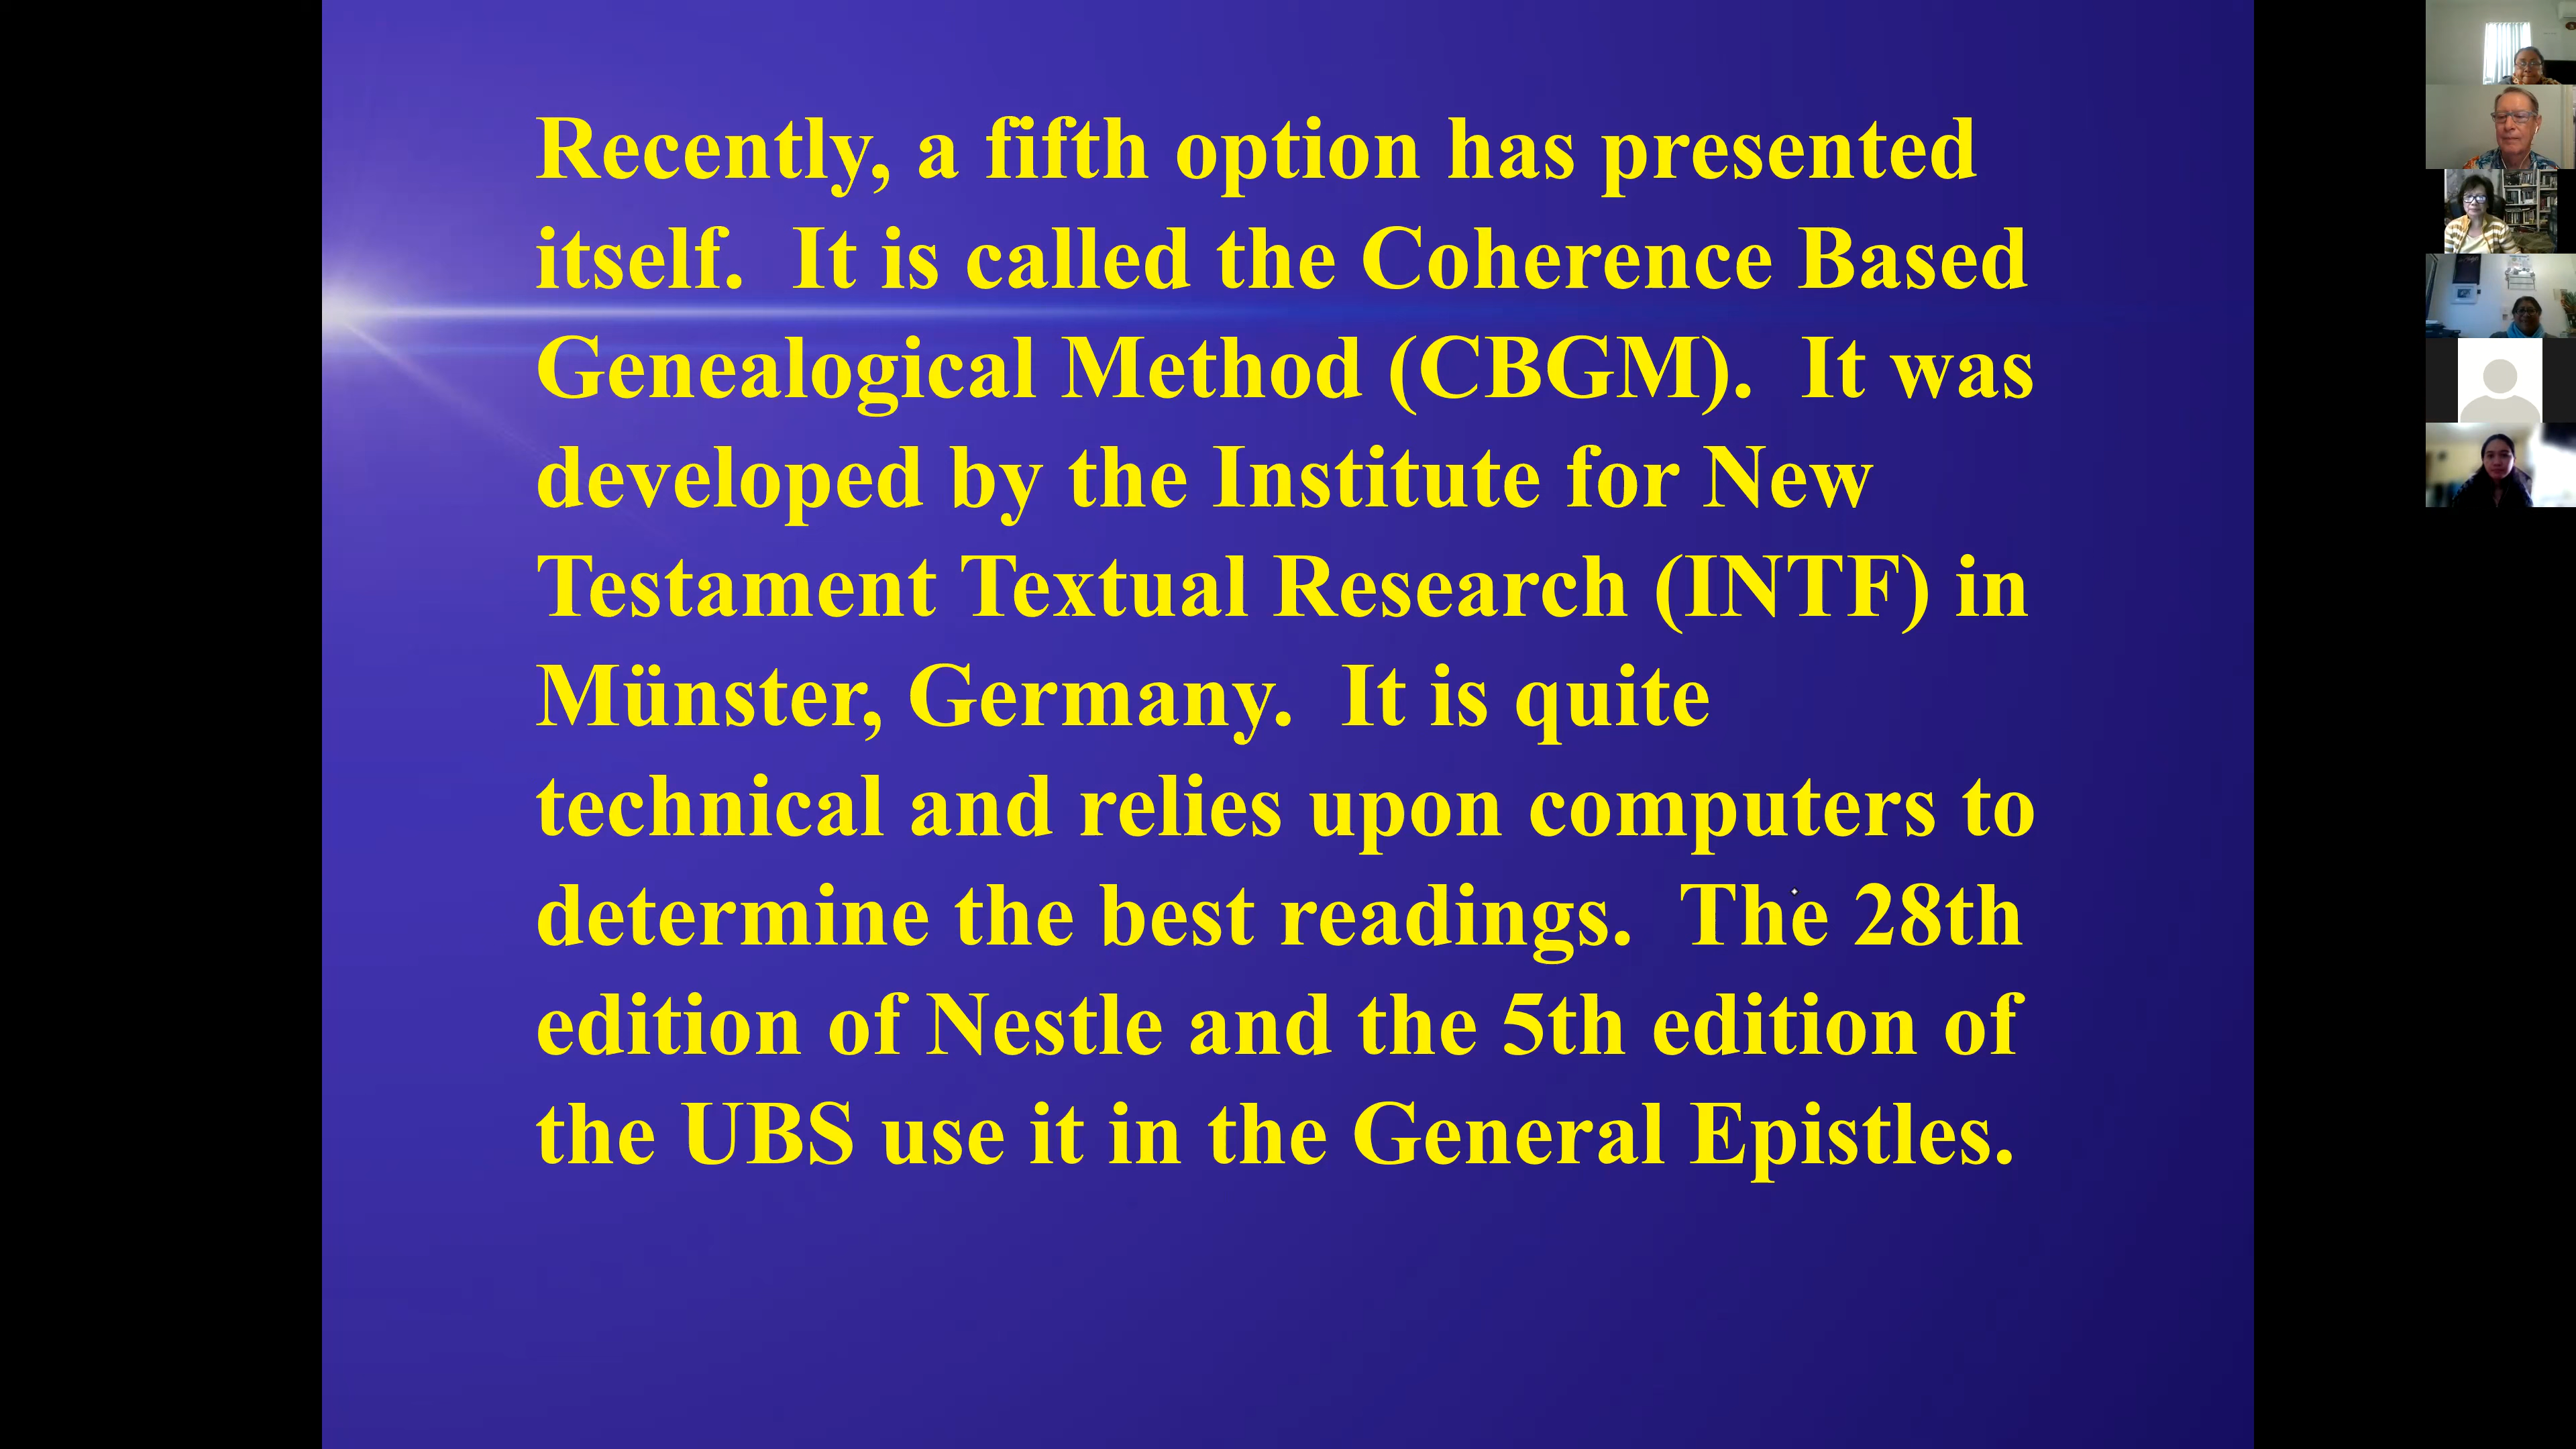 Recently, a fifth option has presented
itself.  It is called the Coherence Based
Genealogical Method (CBGM).  It was
developed by the Institute for New
Testament Textual Research (INTF) in
Münster, Germany.  It is quite
technical and relies upon computers to
determine the best readings.  The 28th
edition of Nestle and the 5th edition of
the UBS use it in the General Epistles.